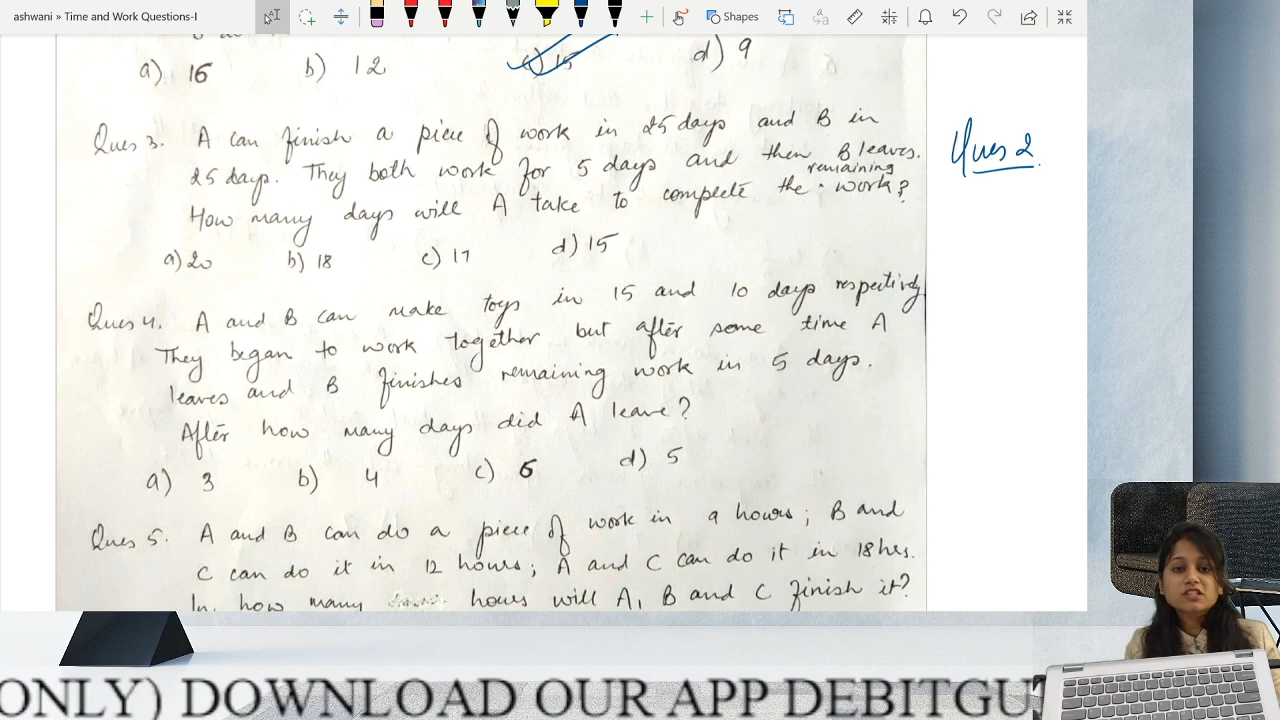 ashwani » Time and Work Questions-I
Shapes
a) 16 b) 12 c) 15 d) 9
Ques 3. A can finish a piece of work in 25 days and B in
25 days. They both work for 5 days and then B leaves.
How many days will A take to complete the remaining work?
a) 20 b) 18 c) 17 d) 15
Ques 2
Ques 4. A and B can make toys in 15 and 10 days respectively
They began to work together but after some time A
leaves and B finishes remaining work in 5 days.
After how many days did A leave?
a) 3 b) 4 c) 6 d) 5
Ques 5. A and B can do a piece of work in 9 hours; B and
C can do it in 12 hours; A and C can do it in 18 hrs.
In how many hours will A, B and C finish it?
ONLY) DOWNLOAD OUR APP DEBITGU